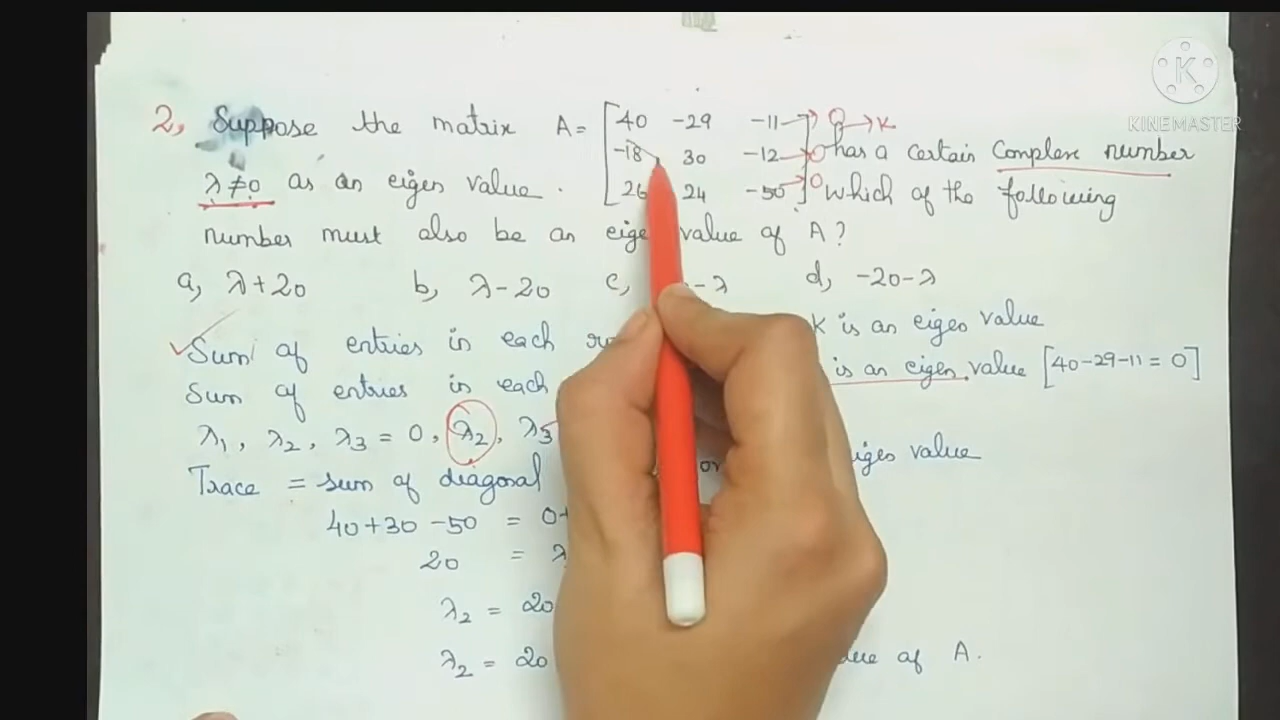 KINEMASTER
2, Suppose the matrix A = [40 -29 -11 → 0 → K
-18 30 -12 → 0 has a certain complex number
λ ≠ 0 as an eigen value. 26 24 -50] → 0 which of the following
number must also be an eige value of A?
a, λ+20 b, λ-20 c, -λ d, -20-λ
✓ Sum of entries in each K is an eigen value
Sum of entries in each is an eigen value [40-29-11 = 0]
λ1, λ2, λ3 = 0, λ2, λ3
Trace = sum of diagonal or eigen value
40+30-50 = 0+
20 = λ
λ2 = 20
λ2 = 20 of A.